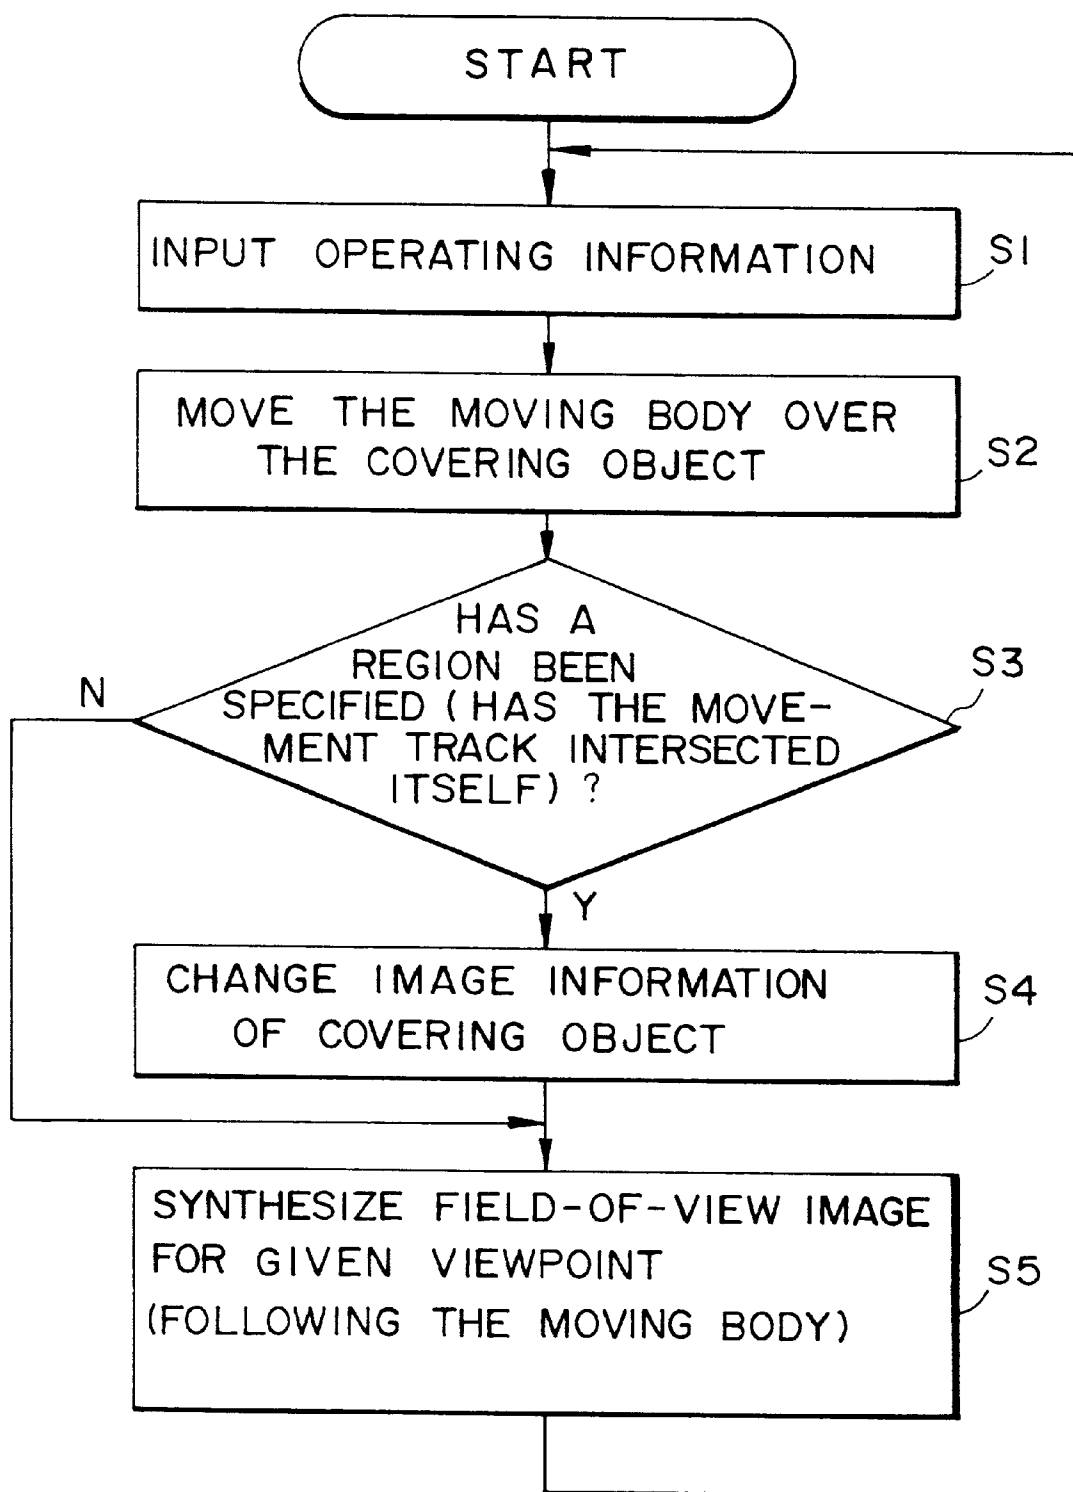 START
INPUT OPERATING INFORMATION
S1
MOVE THE MOVING BODY OVER
THE COVERING OBJECT
S2
HAS A
REGION BEEN
SPECIFIED (HAS THE MOVE-
MENT TRACK INTERSECTED
ITSELF) ?
S3
N
Y
CHANGE IMAGE INFORMATION
OF COVERING OBJECT
S4
SYNTHESIZE FIELD-OF-VIEW IMAGE
FOR GIVEN VIEWPOINT
(FOLLOWING THE MOVING BODY)
S5